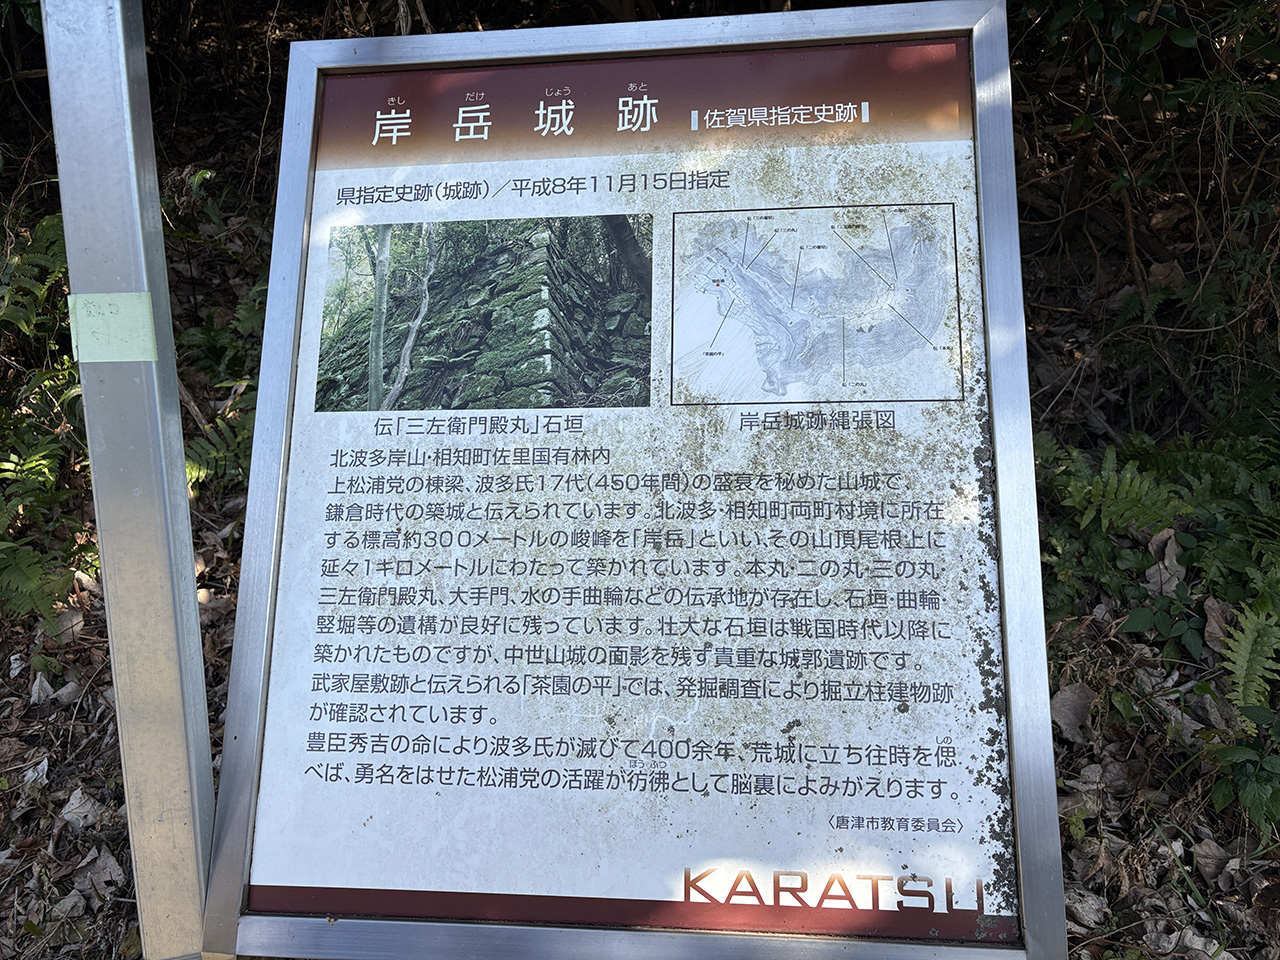 きし だけ じょう あと
岸岳城跡 佐賀県指定史跡
県指定史跡(城跡)/平成8年11月15日指定
伝「三左衛門殿丸」石垣
岸岳城跡縄張図
北波多岸山・相知町佐里国有林内
上松浦党の棟梁、波多氏17代(450年間)の盛衰を秘めた山城で、
鎌倉時代の築城と伝えられています。北波多・相知町両町村境に所在
する標高約300メートルの峻峰を「岸岳」といい、その山頂尾根上に
延々1キロメートルにわたって築かれています。本丸・二の丸・三の丸・
三左衛門殿丸、大手門、水の手曲輪などの伝承地が存在し、石垣・曲輪・
竪堀等の遺構が良好に残っています。壮大な石垣は戦国時代以降に
築かれたものですが、中世山城の面影を残す貴重な城郭遺跡です。
武家屋敷跡と伝えられる「茶園の平」では、発掘調査により掘立柱建物跡
が確認されています。
豊臣秀吉の命により波多氏が滅びて400余年、荒城に立ち往時を偲
しの
べば、勇名をはせた松浦党の活躍が彷彿として脳裏によみがえります。
ほう ふつ
〈唐津市教育委員会〉
KARATSU